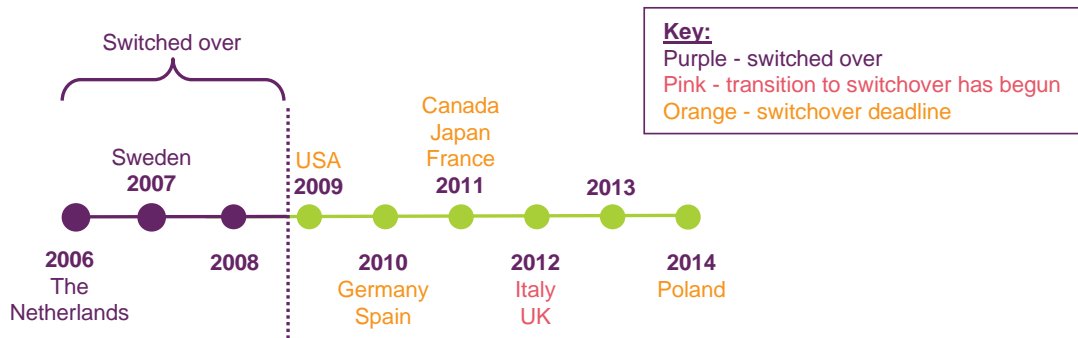 Switched over
Key:
Purple - switched over
Pink - transition to switchover has begun
Orange - switchover deadline
Canada
Japan
France
Sweden
USA
2007
2009
2011
2013
2006
The
Netherlands
2008
2010
Germany
Spain
2012
Italy
UK
2014
Poland